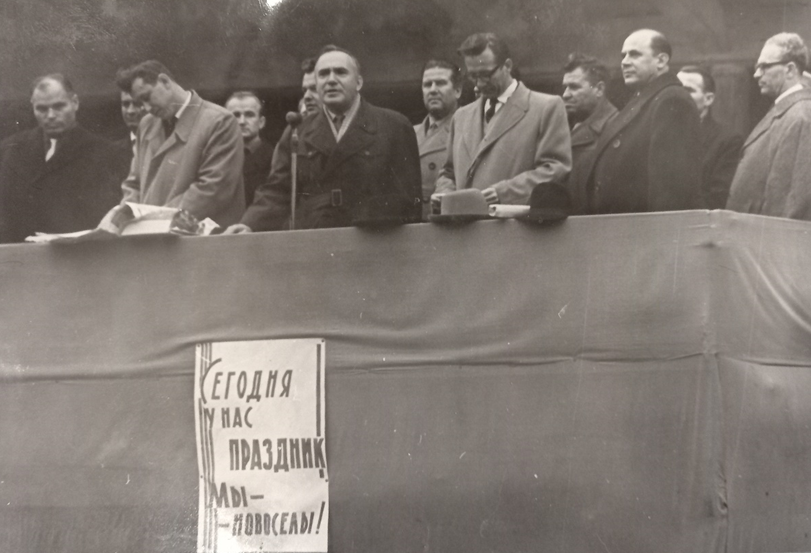 Сегодня
у нас
праздник!
Мы —
— новоселы!